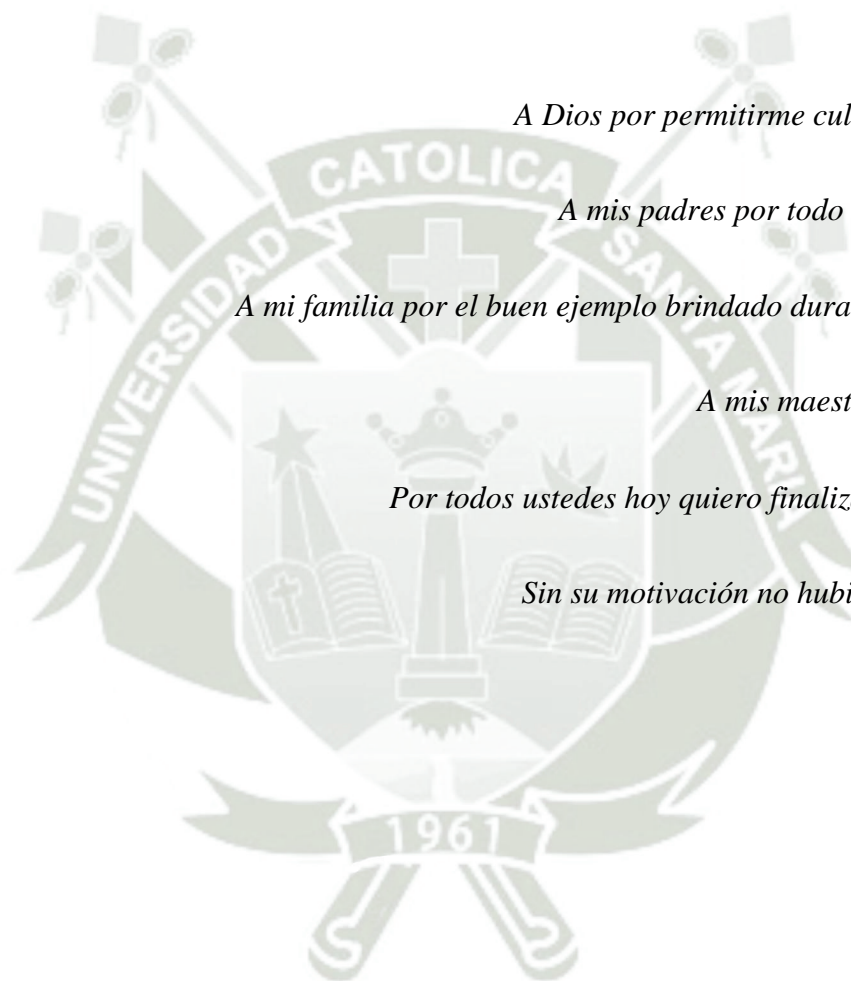 A Dios por permitirme cul
CATOLICA
A mis padres por todo
UNIVERSIDAD
SANTA MARIA
A mi familia por el buen ejemplo brindado dura
A mis maest
Por todos ustedes hoy quiero finaliz
Sin su motivación no hubi
1961